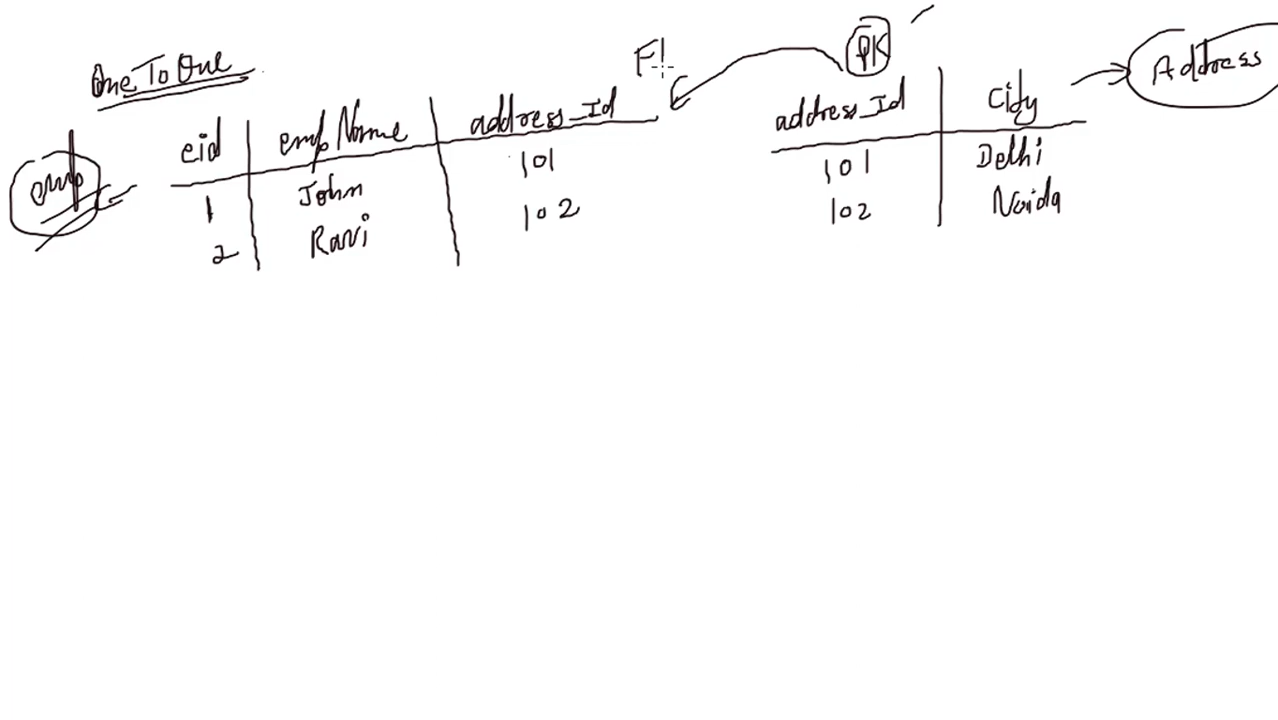 One To One
emp
eid empName address_Id
1 John 101
2 Ravi 102
F
PK
address_Id City
101 Delhi
102 Noida
Address